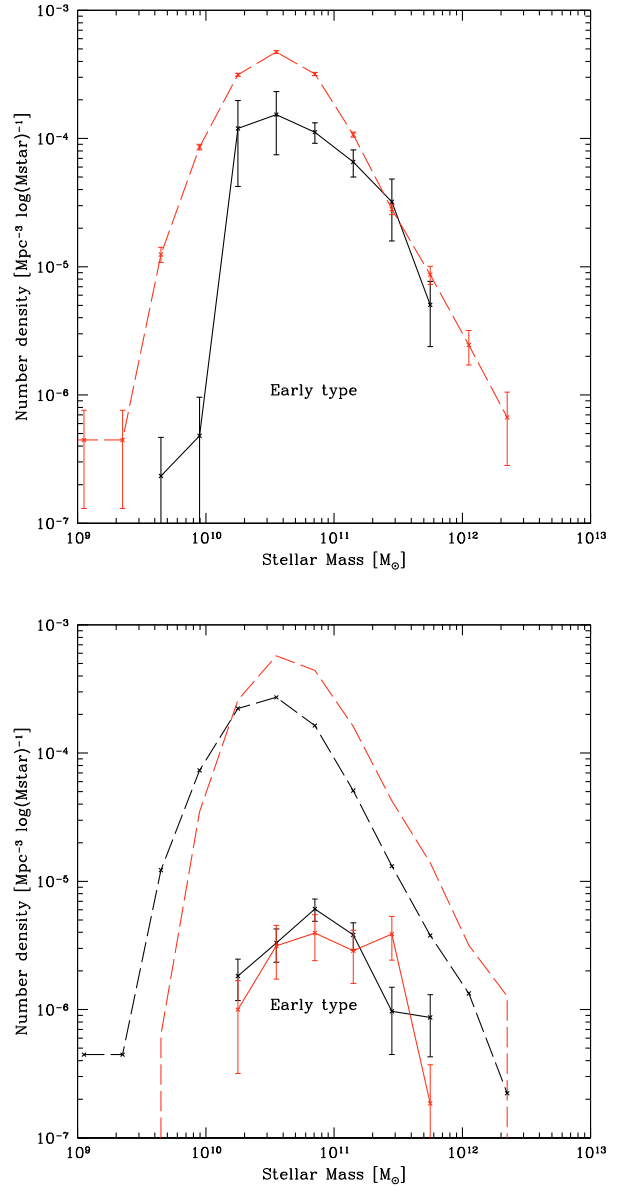 10⁻³
10⁻⁴
10⁻⁵
10⁻⁶
10⁻⁷
Number density [Mpc⁻³ log(Mstar)⁻¹]
Early type
10⁹ 10¹⁰ 10¹¹ 10¹² 10¹³
Stellar Mass [M☉]
10⁻³
10⁻⁴
10⁻⁵
10⁻⁶
10⁻⁷
Number density [Mpc⁻³ log(Mstar)⁻¹]
Early type
10⁹ 10¹⁰ 10¹¹ 10¹² 10¹³
Stellar Mass [M☉]